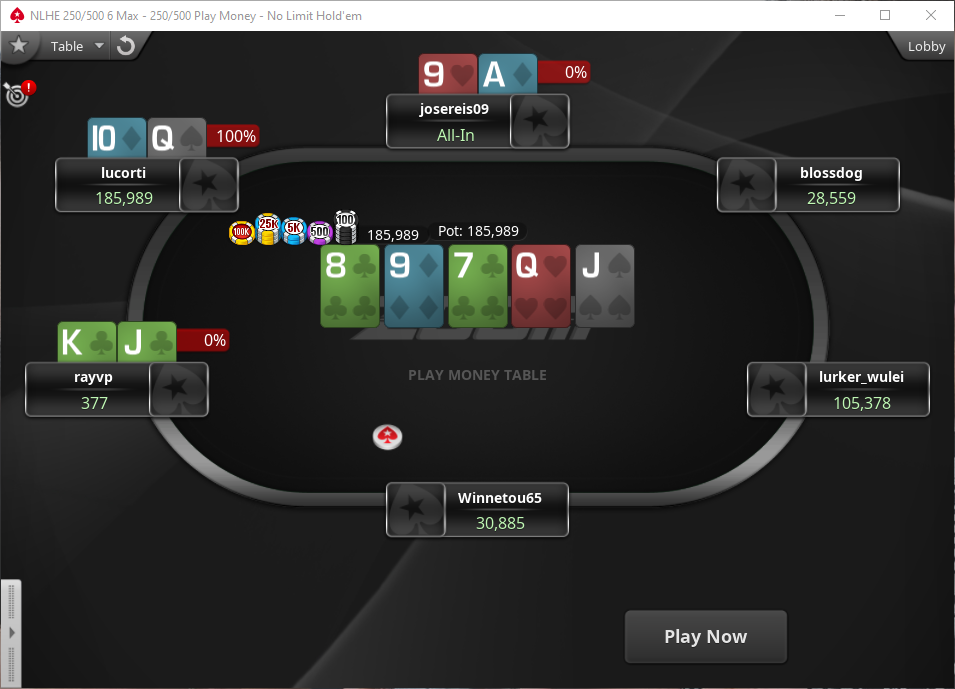 NLHE 250/500 6 Max - 250/500 Play Money - No Limit Hold'em
Table
Lobby
!
9 A 0%
josereis09
All-In
10 Q 100%
lucorti
185,989
blossdog
28,559
100K 25K 5K 500 100
185,989
Pot: 185,989
8 9 7 Q J
K J 0%
rayvp
377
PLAY MONEY TABLE
lurker_wulei
105,378
Winnetou65
30,885
Play Now